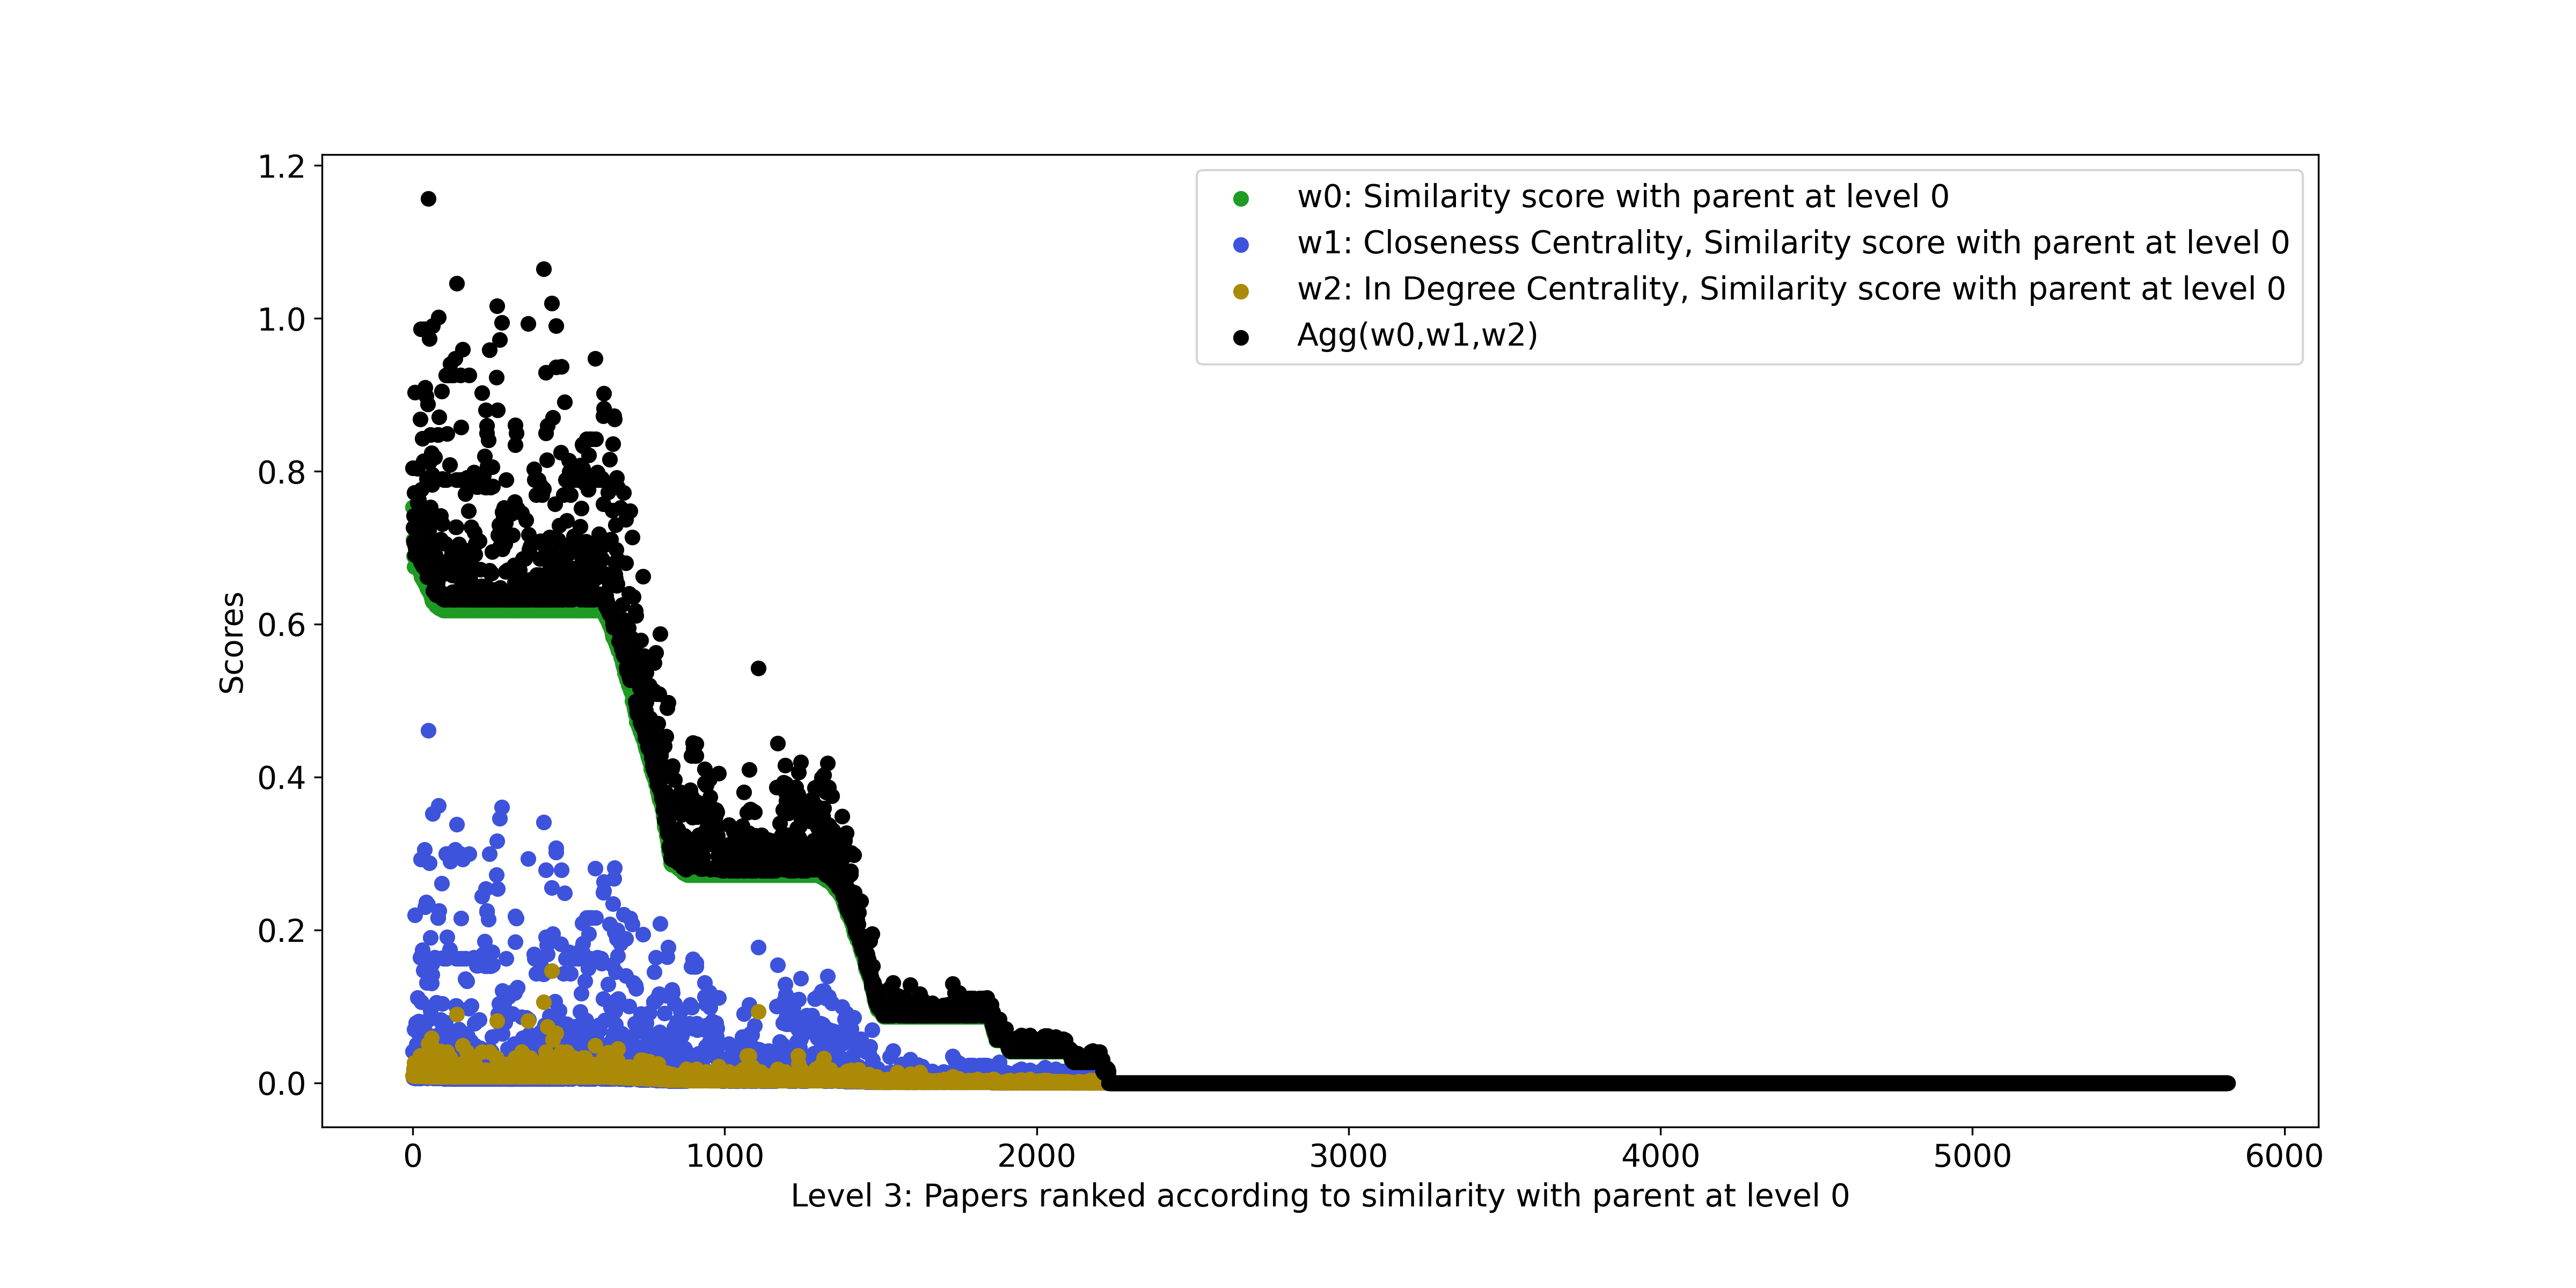 1.2
1.0
0.8
0.6
0.4
0.2
0.0
Scores
w0: Similarity score with parent at level 0
w1: Closeness Centrality, Similarity score with parent at level 0
w2: In Degree Centrality, Similarity score with parent at level 0
Agg(w0,w1,w2)
0 1000 2000 3000 4000 5000 6000
Level 3: Papers ranked according to similarity with parent at level 0